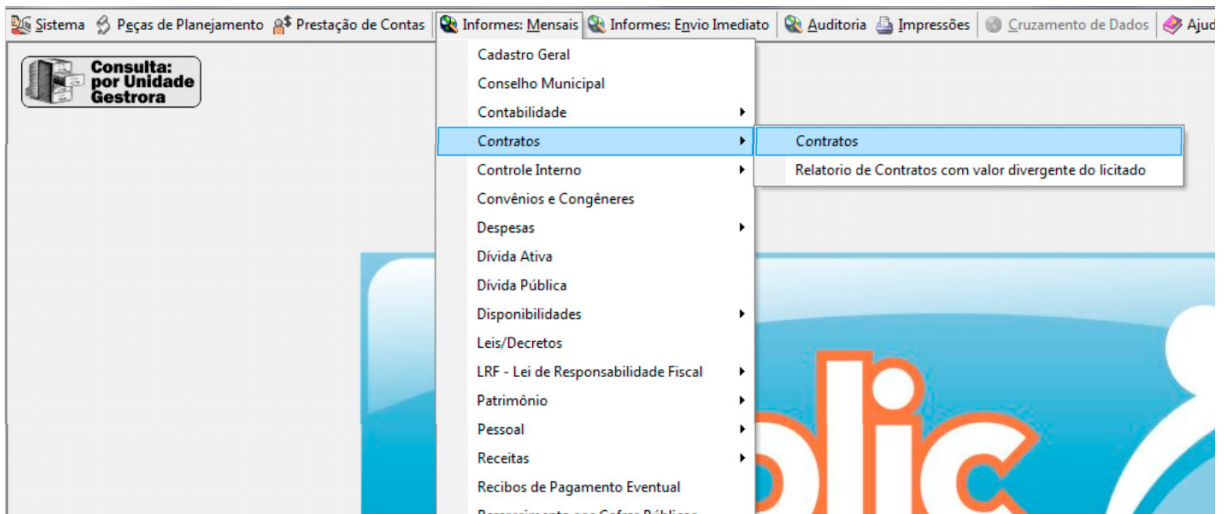 Sistema Peças de Planejamento Prestação de Contas Informes: Mensais Informes: Envio Imediato Auditoria Impressões Cruzamento de Dados Ajud
Consulta:
por Unidade
Gestrora
Cadastro Geral
Conselho Municipal
Contabilidade
Contratos
Contratos
Relatorio de Contratos com valor divergente do licitado
Controle Interno
Convênios e Congêneres
Despesas
Dívida Ativa
Dívida Pública
Disponibilidades
Leis/Decretos
LRF - Lei de Responsabilidade Fiscal
Patrimônio
Pessoal
Receitas
Recibos de Pagamento Eventual
blic